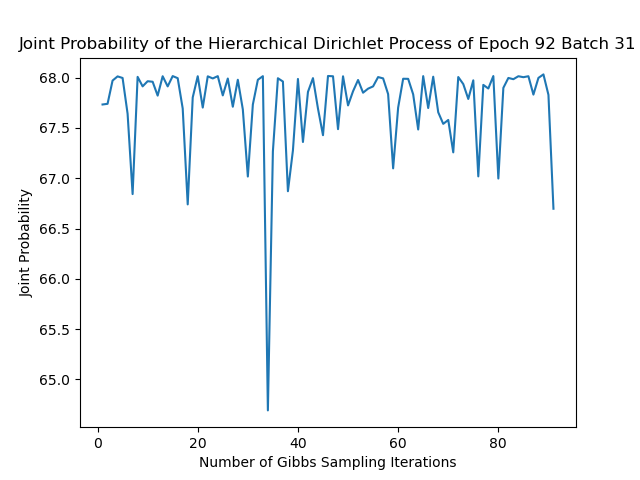 Joint Probability of the Hierarchical Dirichlet Process of Epoch 92 Batch 31
68.0
67.5
67.0
66.5
66.0
65.5
65.0
Joint Probability
0 20 40 60 80
Number of Gibbs Sampling Iterations